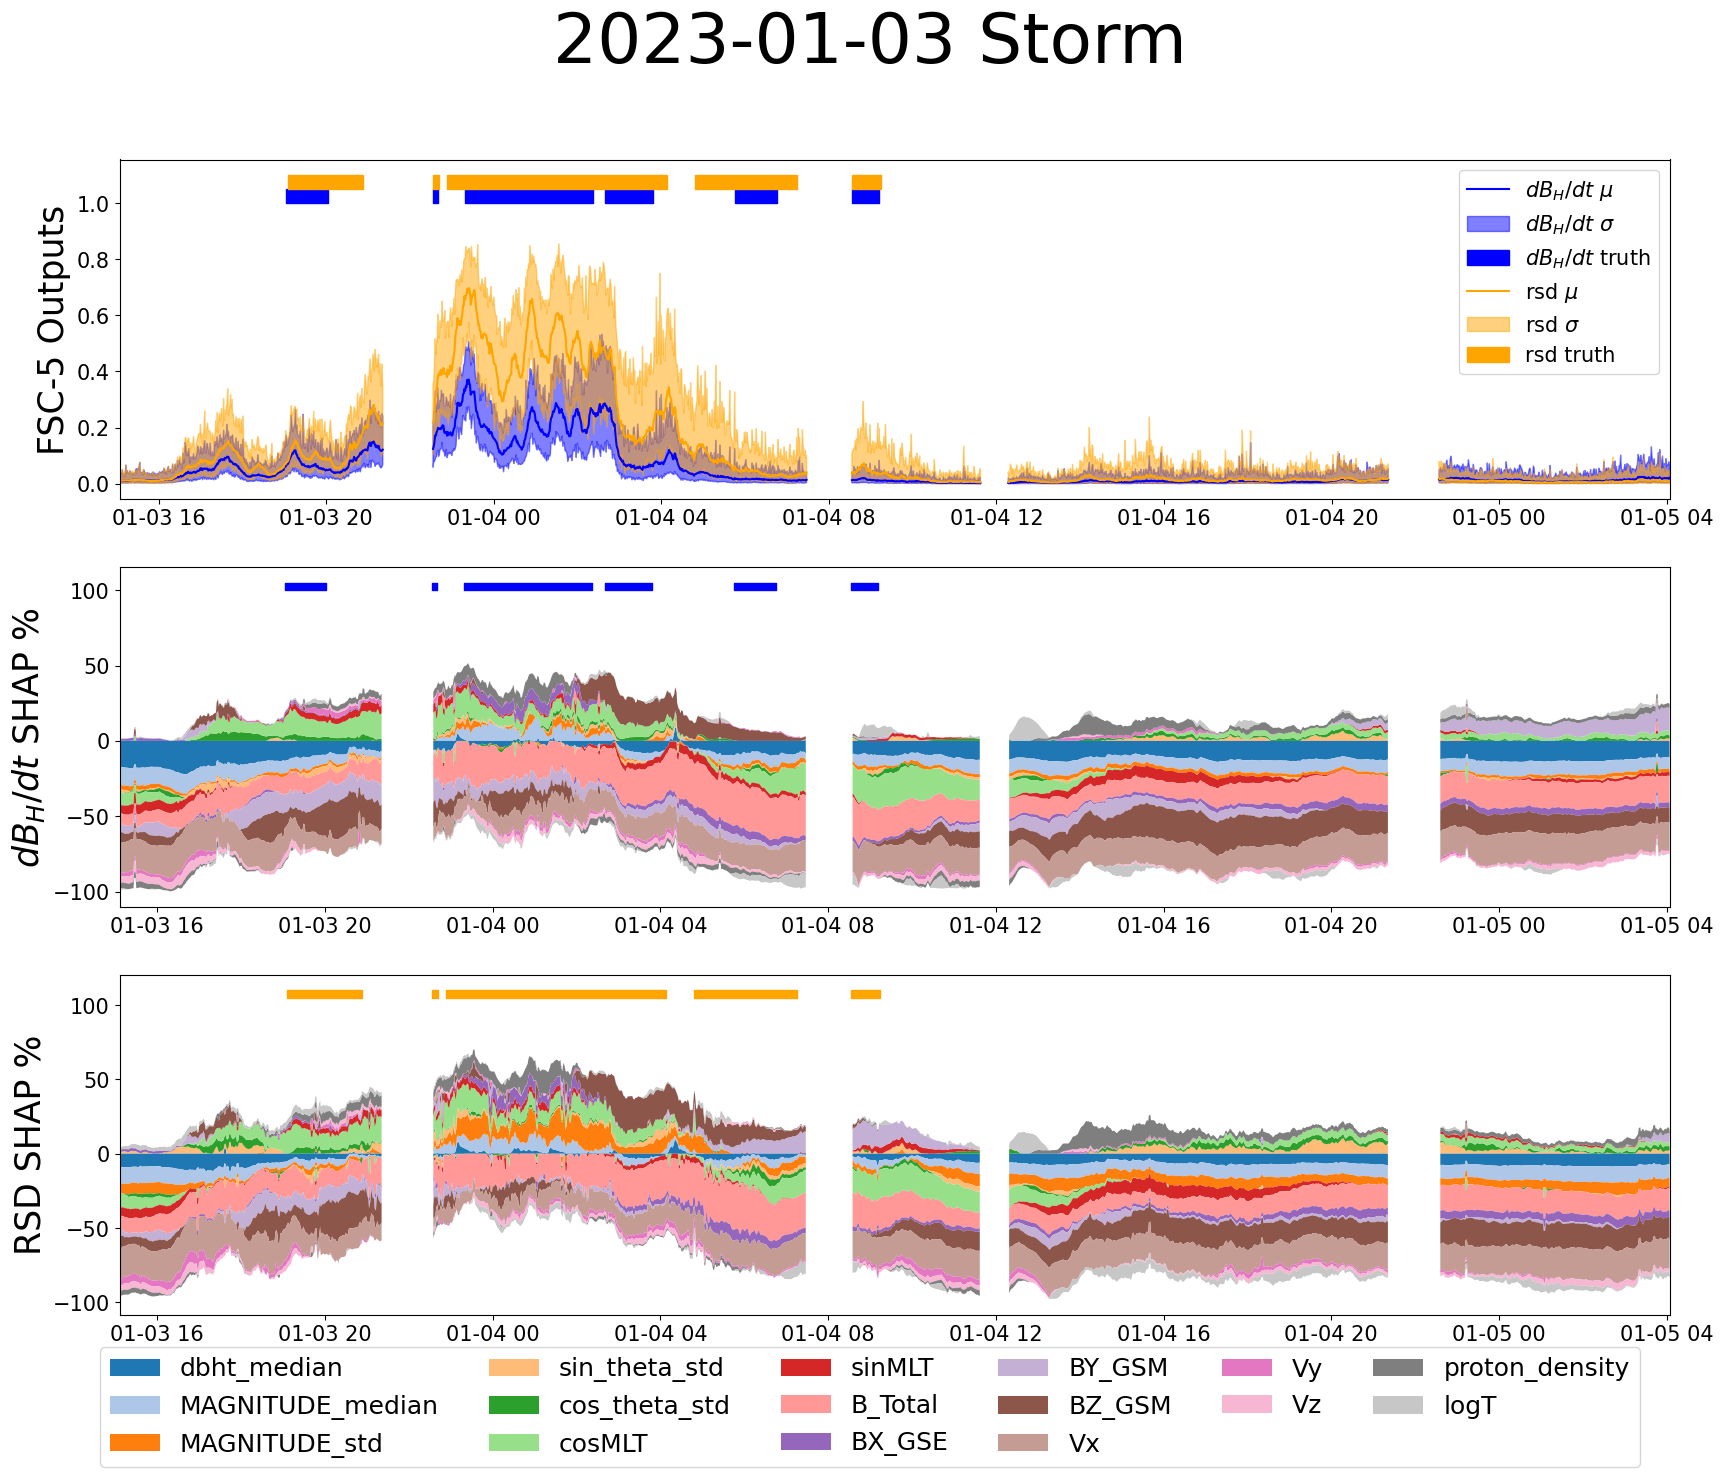 2023-01-03 Storm
FSC-5 Outputs
1.0
0.8
0.6
0.4
0.2
0.0
dB_H/dt μ
dB_H/dt σ
dB_H/dt truth
rsd μ
rsd σ
rsd truth
01-03 16 01-03 20 01-04 00 01-04 04 01-04 08 01-04 12 01-04 16 01-04 20 01-05 00 01-05 04
dB_H/dt SHAP %
100
50
0
−50
−100
01-03 16 01-03 20 01-04 00 01-04 04 01-04 08 01-04 12 01-04 16 01-04 20 01-05 00 01-05 04
RSD SHAP %
100
50
0
−50
−100
01-03 16 01-03 20 01-04 00 01-04 04 01-04 08 01-04 12 01-04 16 01-04 20 01-05 00 01-05 04
dbht_median sin_theta_std sinMLT BY_GSM Vy proton_density
MAGNITUDE_median cos_theta_std B_Total BZ_GSM Vz logT
MAGNITUDE_std cosMLT BX_GSE Vx